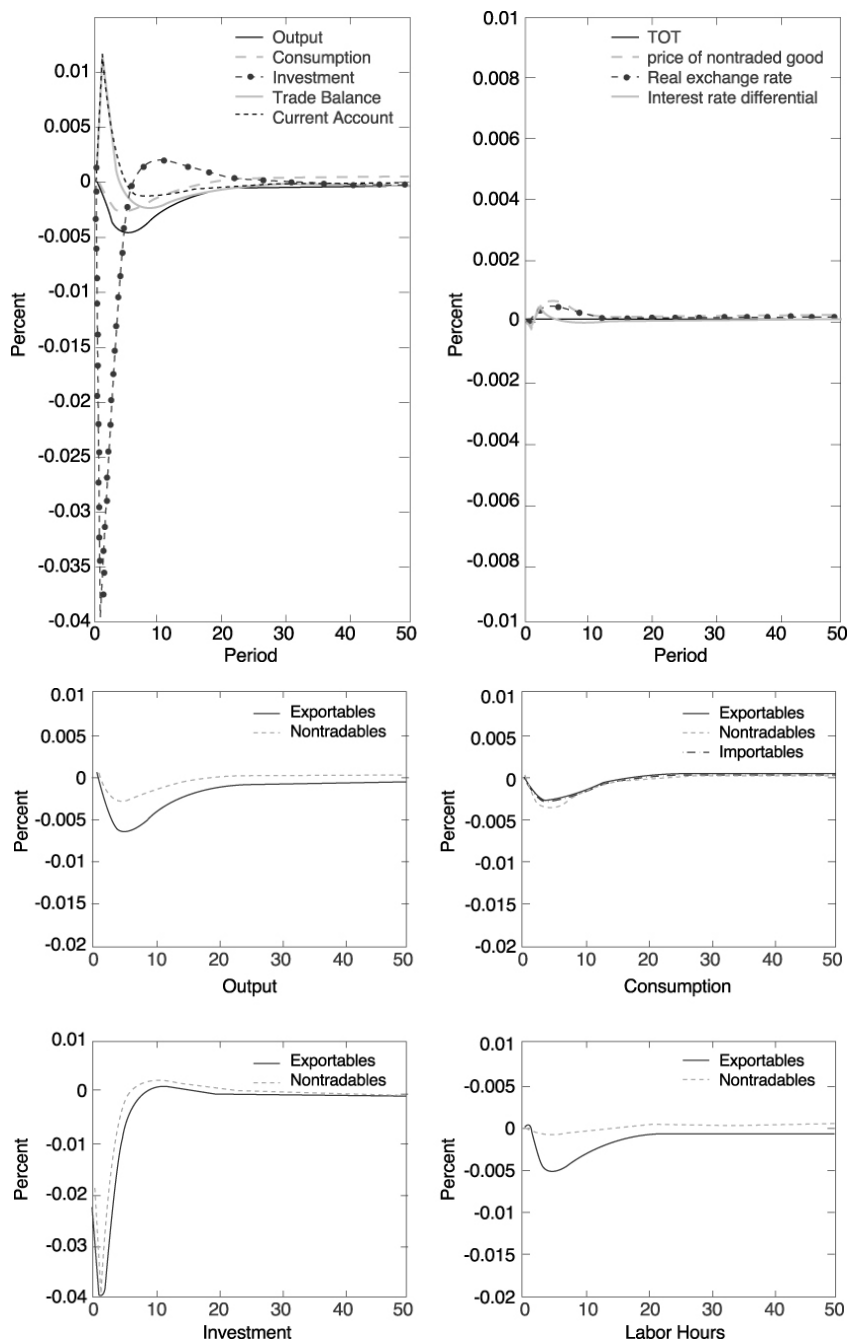 0.01
0.005
0
-0.005
-0.01
-0.015
-0.02
-0.025
-0.03
-0.035
-0.04
Percent
Output
Consumption
Investment
Trade Balance
Current Account
0 10 20 30 40 50
Period
0.01
0.008
0.006
0.004
0.002
0
-0.002
-0.004
-0.006
-0.008
-0.01
Percent
TOT
price of nontraded good
Real exchange rate
Interest rate differential
0 10 20 30 40 50
Period
0.01
0.005
0
-0.005
-0.01
-0.015
-0.02
Percent
Exportables
Nontradables
0 10 20 30 40 50
Output
0.01
0.005
0
-0.005
-0.01
-0.015
-0.02
Percent
Exportables
Nontradables
Importables
0 10 20 30 40 50
Consumption
0.01
0
-0.01
-0.02
-0.03
-0.04
Percent
Exportables
Nontradables
0 10 20 30 40 50
Investment
0.01
-0.005
0
-0.005
-0.01
-0.015
-0.02
Percent
Exportables
Nontradables
0 10 20 30 40 50
Labor Hours